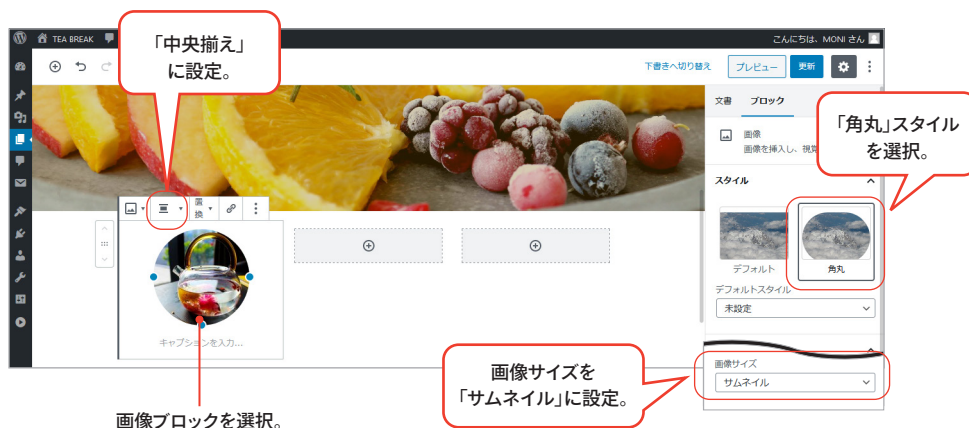 「中央揃え」
に設定。
TEA BREAK
こんにちは、MONI さん
下書きへ切り替え
プレビュー
更新
文書
ブロック
画像
画像を挿入し、視覚
「角丸」スタイル
を選択。
スタイル
置換
デフォルト
角丸
デフォルトスタイル
未設定
キャプションを入力...
画像サイズ
サムネイル
画像サイズを
「サムネイル」に設定。
画像ブロックを選択。